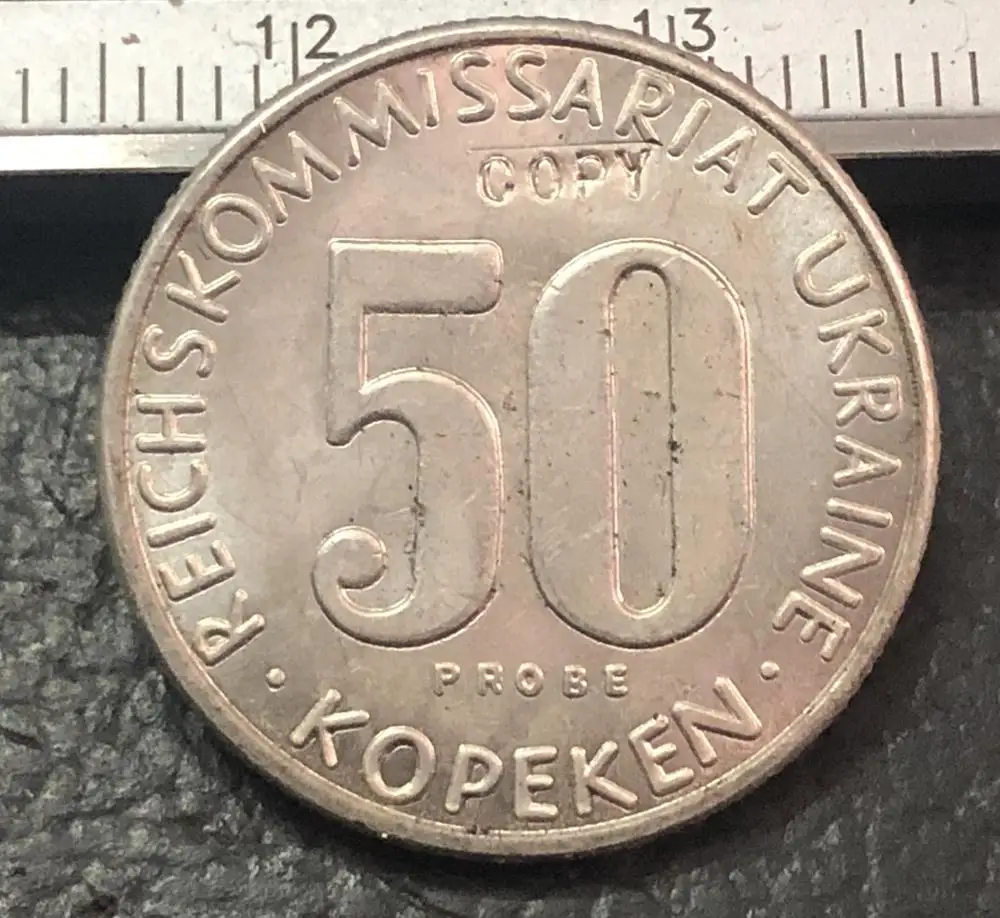 12 13
REICHSKOMMISSARIAT UKRAINE
COPY
50
PROBE
• KOPEKEN •